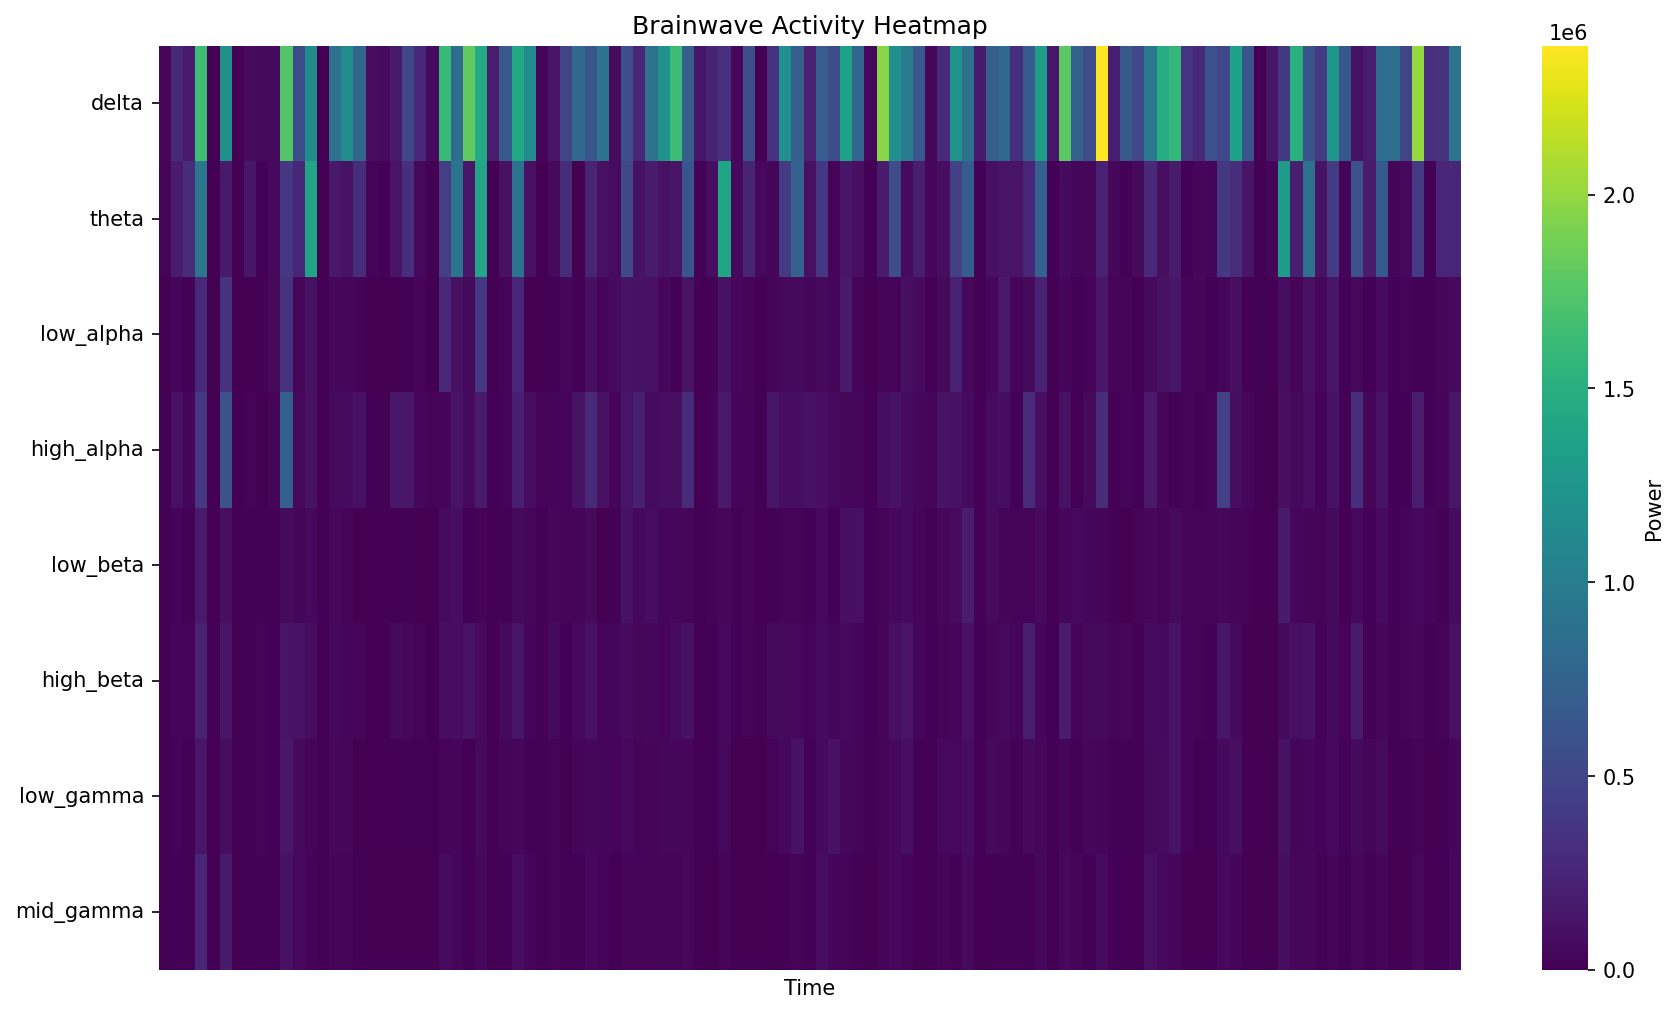 Brainwave Activity Heatmap
1e6
delta
theta
low_alpha
high_alpha
low_beta
high_beta
low_gamma
mid_gamma
Time
2.0
1.5
1.0
0.5
0.0
Power